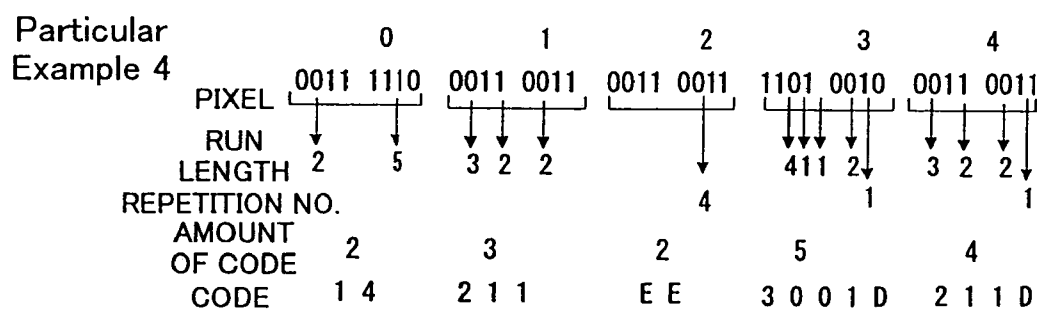 Particular 0 1 2 3 4
Example 4
PIXEL 0011 1110 0011 0011 0011 0011 1101 0010 0011 0011
RUN
LENGTH 2 5 3 2 2 4 1 1 2 3 2 2
REPETITION NO. 4 1 1
AMOUNT
OF CODE 2 3 2 5 4
CODE 1 4 2 1 1 E E 3 0 0 1 D 2 1 1 D